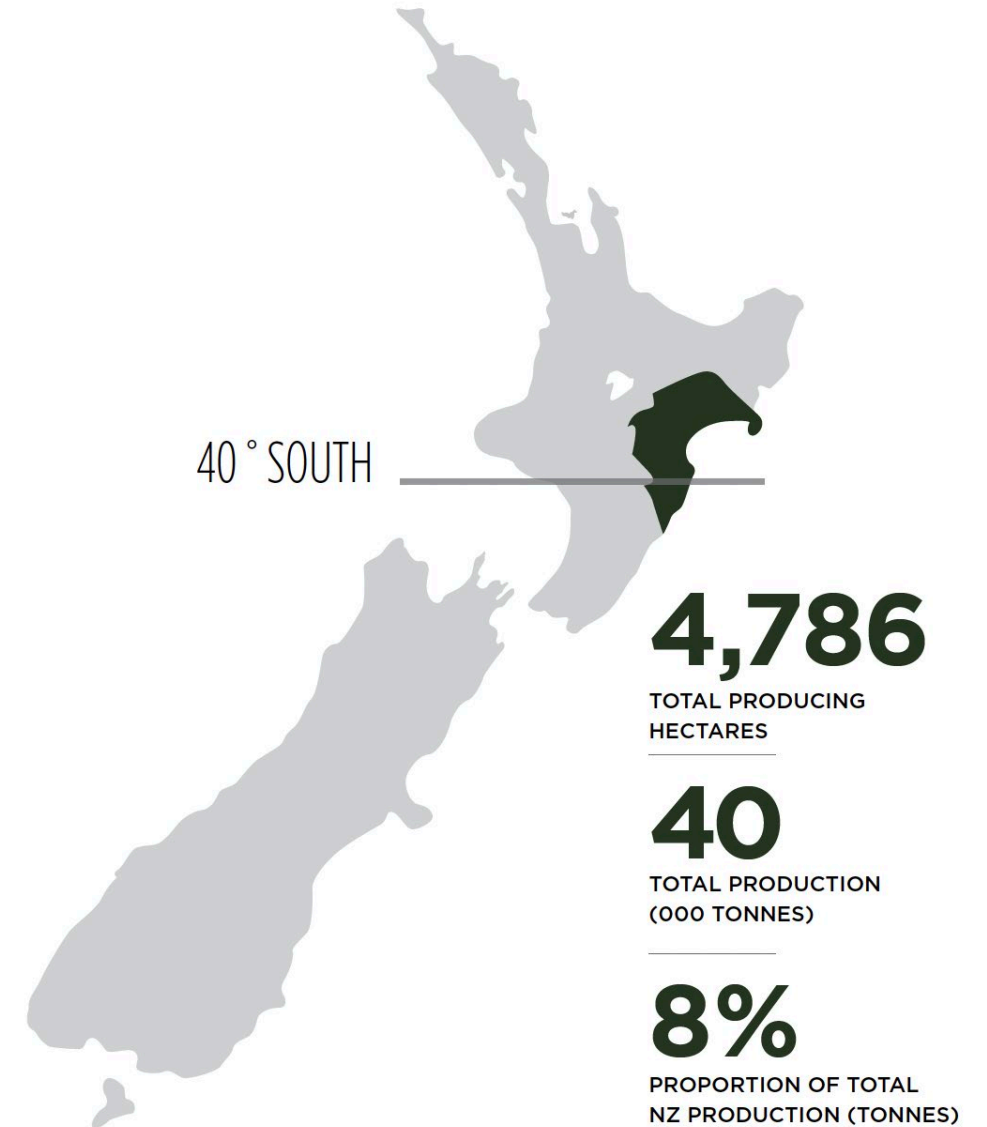 40° SOUTH
4,786
TOTAL PRODUCING
HECTARES
40
TOTAL PRODUCTION
(000 TONNES)
8%
PROPORTION OF TOTAL
NZ PRODUCTION (TONNES)